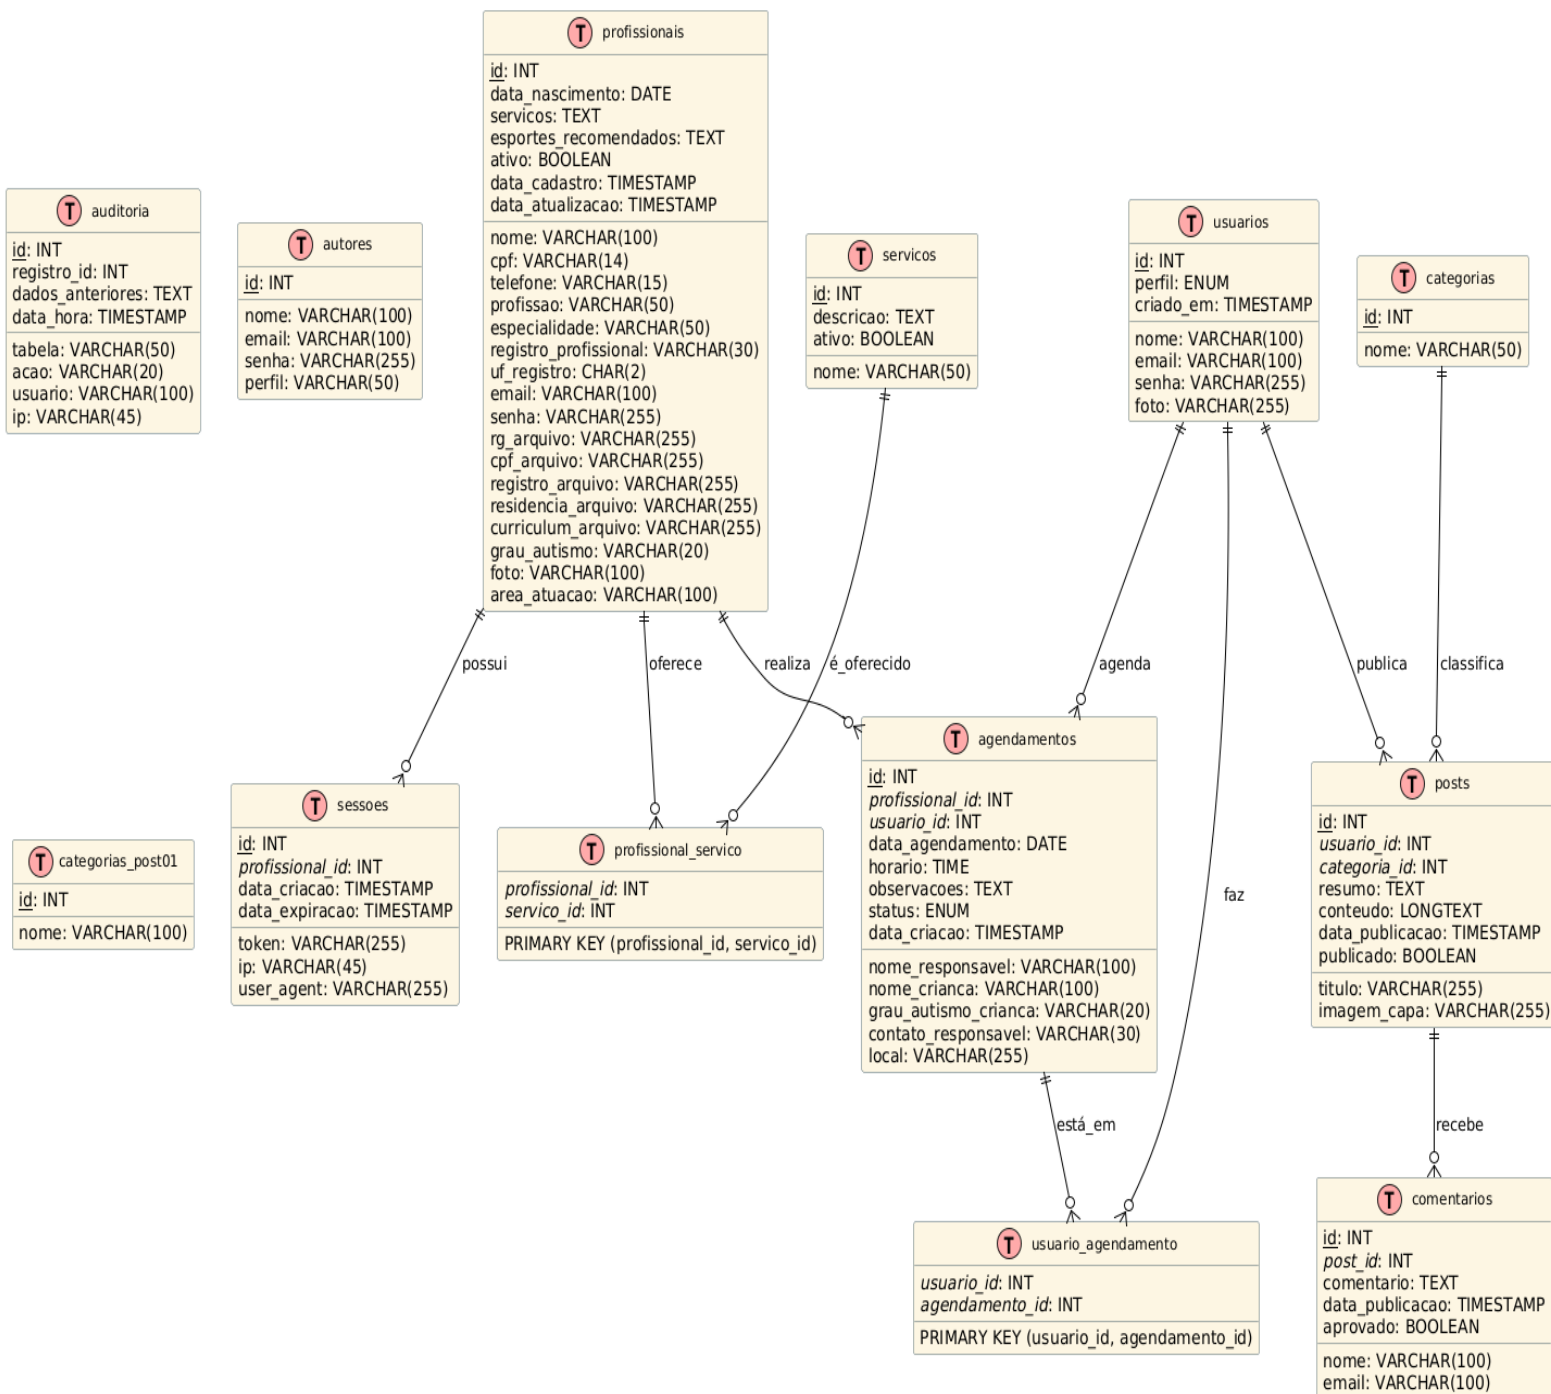 T profissionais
id: INT
data_nascimento: DATE
servicos: TEXT
esportes_recomendados: TEXT
ativo: BOOLEAN
data_cadastro: TIMESTAMP
data_atualizacao: TIMESTAMP
nome: VARCHAR(100)
cpf: VARCHAR(14)
telefone: VARCHAR(15)
profissao: VARCHAR(50)
especialidade: VARCHAR(50)
registro_profissional: VARCHAR(30)
uf_registro: CHAR(2)
email: VARCHAR(100)
senha: VARCHAR(255)
rg_arquivo: VARCHAR(255)
cpf_arquivo: VARCHAR(255)
registro_arquivo: VARCHAR(255)
residencia_arquivo: VARCHAR(255)
curriculum_arquivo: VARCHAR(255)
grau_autismo: VARCHAR(20)
foto: VARCHAR(100)
area_atuacao: VARCHAR(100)
T auditoria
id: INT
registro_id: INT
dados_anteriores: TEXT
data_hora: TIMESTAMP
tabela: VARCHAR(50)
acao: VARCHAR(20)
usuario: VARCHAR(100)
ip: VARCHAR(45)
T autores
id: INT
nome: VARCHAR(100)
email: VARCHAR(100)
senha: VARCHAR(255)
perfil: VARCHAR(50)
T servicos
id: INT
descricao: TEXT
ativo: BOOLEAN
nome: VARCHAR(50)
T usuarios
id: INT
perfil: ENUM
criado_em: TIMESTAMP
nome: VARCHAR(100)
email: VARCHAR(100)
senha: VARCHAR(255)
foto: VARCHAR(255)
T categorias
id: INT
nome: VARCHAR(50)
possui
oferece
realiza
é_oferecido
agenda
publica
classifica
T categorias_post01
id: INT
nome: VARCHAR(100)
T sessoes
id: INT
profissional_id: INT
data_criacao: TIMESTAMP
data_expiracao: TIMESTAMP
token: VARCHAR(255)
ip: VARCHAR(45)
user_agent: VARCHAR(255)
T profissional_servico
profissional_id: INT
servico_id: INT
PRIMARY KEY (profissional_id, servico_id)
T agendamentos
id: INT
profissional_id: INT
usuario_id: INT
data_agendamento: DATE
horario: TIME
observacoes: TEXT
status: ENUM
data_criacao: TIMESTAMP
nome_responsavel: VARCHAR(100)
nome_crianca: VARCHAR(100)
grau_autismo_crianca: VARCHAR(20)
contato_responsavel: VARCHAR(30)
local: VARCHAR(255)
faz
T posts
id: INT
usuario_id: INT
categoria_id: INT
resumo: TEXT
conteudo: LONGTEXT
data_publicacao: TIMESTAMP
publicado: BOOLEAN
titulo: VARCHAR(255)
imagem_capa: VARCHAR(255)
está_em
recebe
T usuario_agendamento
usuario_id: INT
agendamento_id: INT
PRIMARY KEY (usuario_id, agendamento_id)
T comentarios
id: INT
post_id: INT
comentario: TEXT
data_publicacao: TIMESTAMP
aprovado: BOOLEAN
nome: VARCHAR(100)
email: VARCHAR(100)